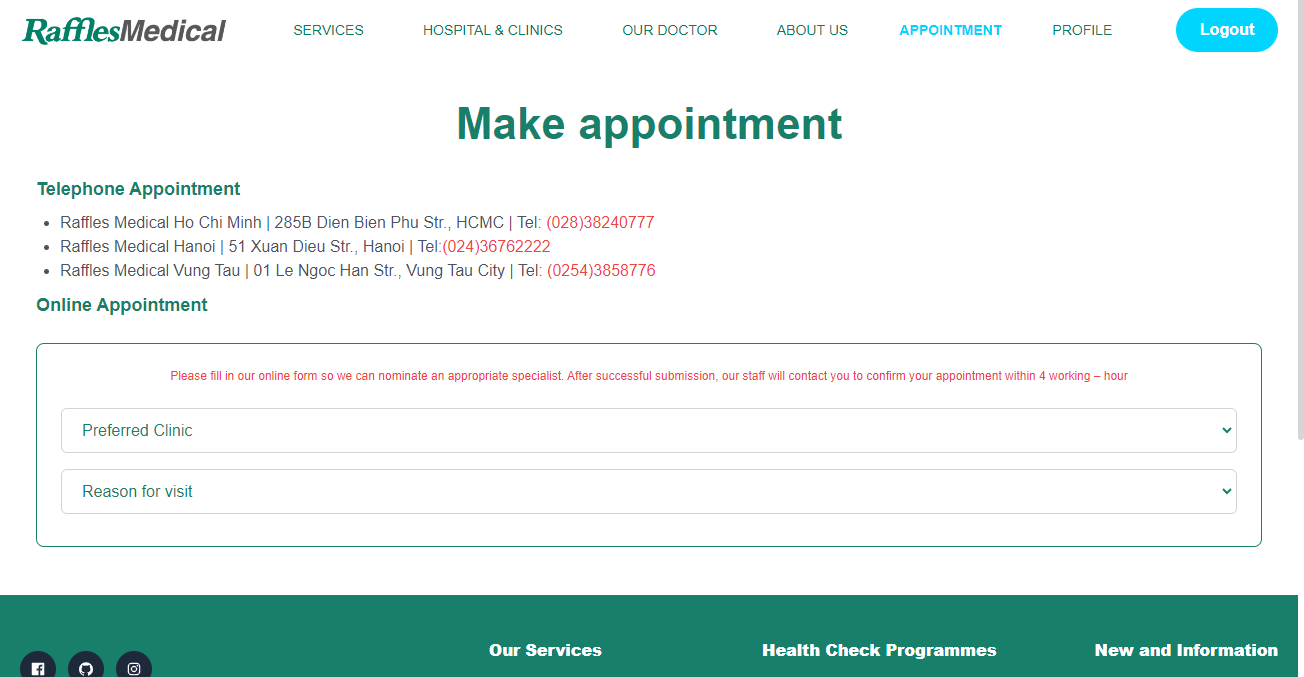 RafflesMedical
SERVICES
HOSPITAL & CLINICS
OUR DOCTOR
ABOUT US
APPOINTMENT
PROFILE
Logout
Make appointment
Telephone Appointment
Raffles Medical Ho Chi Minh | 285B Dien Bien Phu Str., HCMC | Tel: (028)38240777
Raffles Medical Hanoi | 51 Xuan Dieu Str., Hanoi | Tel:(024)36762222
Raffles Medical Vung Tau | 01 Le Ngoc Han Str., Vung Tau City | Tel: (0254)3858776
Online Appointment
Please fill in our online form so we can nominate an appropriate specialist. After successful submission, our staff will contact you to confirm your appointment within 4 working – hour
Preferred Clinic
Reason for visit
Our Services
Health Check Programmes
New and Information